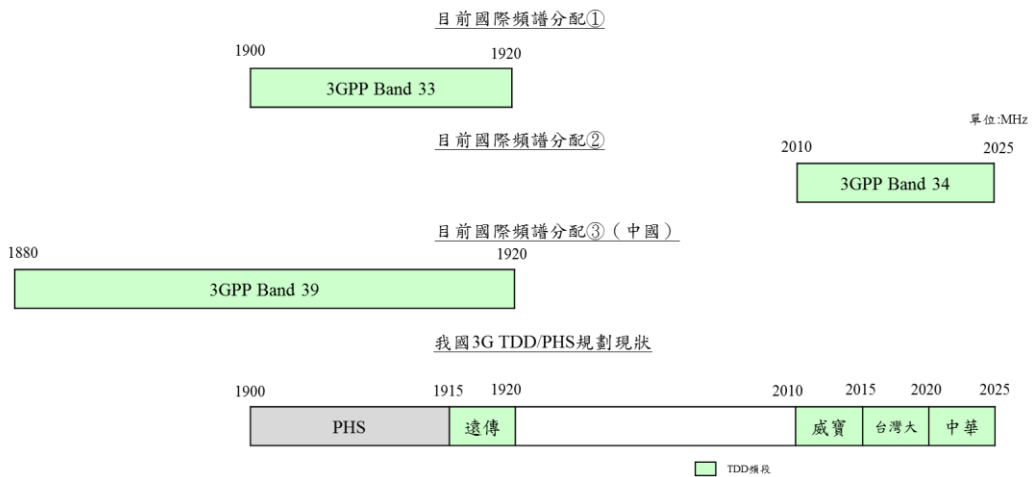 目前國際頻譜分配①
1900 1920
3GPP Band 33
單位:MHz
目前國際頻譜分配②
2010 2025
3GPP Band 34
目前國際頻譜分配③（中國）
1880 1920
3GPP Band 39
我國3G TDD/PHS規劃現狀
1900 1915 1920 2010 2015 2020 2025
PHS 遠傳 威寶 台灣大 中華
TDD頻段